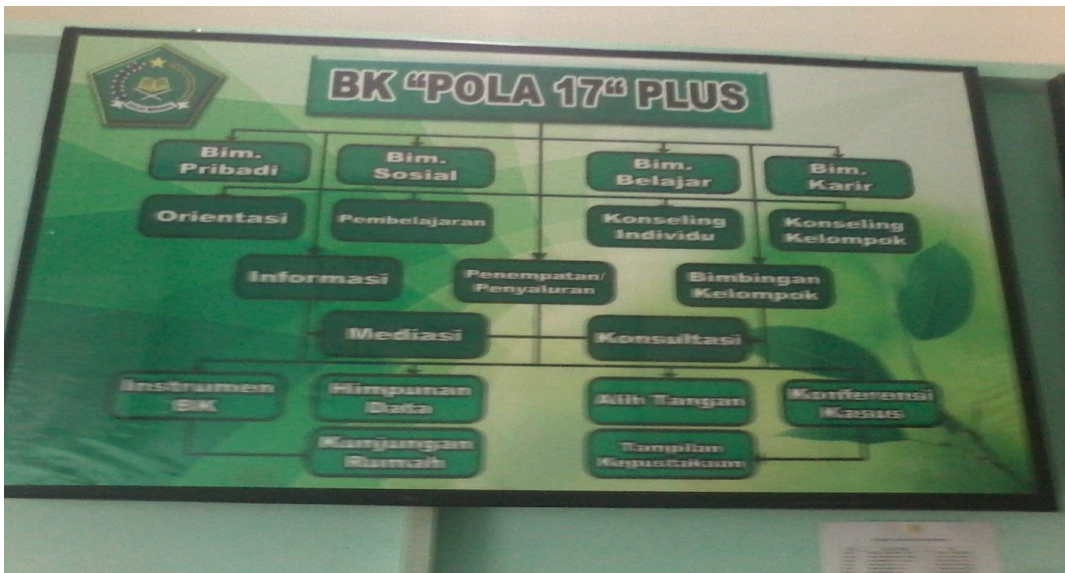 BK “POLA 17“ PLUS
Bim.
Pribadi
Bim.
Sosial
Bim.
Belajar
Bim.
Karir
Orientasi
Pembelajaran
Konseling
Individu
Konseling
Kelompok
Informasi
Penempatan/
Penyaluran
Bimbingan
Kelompok
Mediasi
Konsultasi
Instrumen
BK
Himpunan
Data
Alih Tangan
Konferensi
Kasus
Kunjungan
Rumah
Tampilan
Kepustakaan